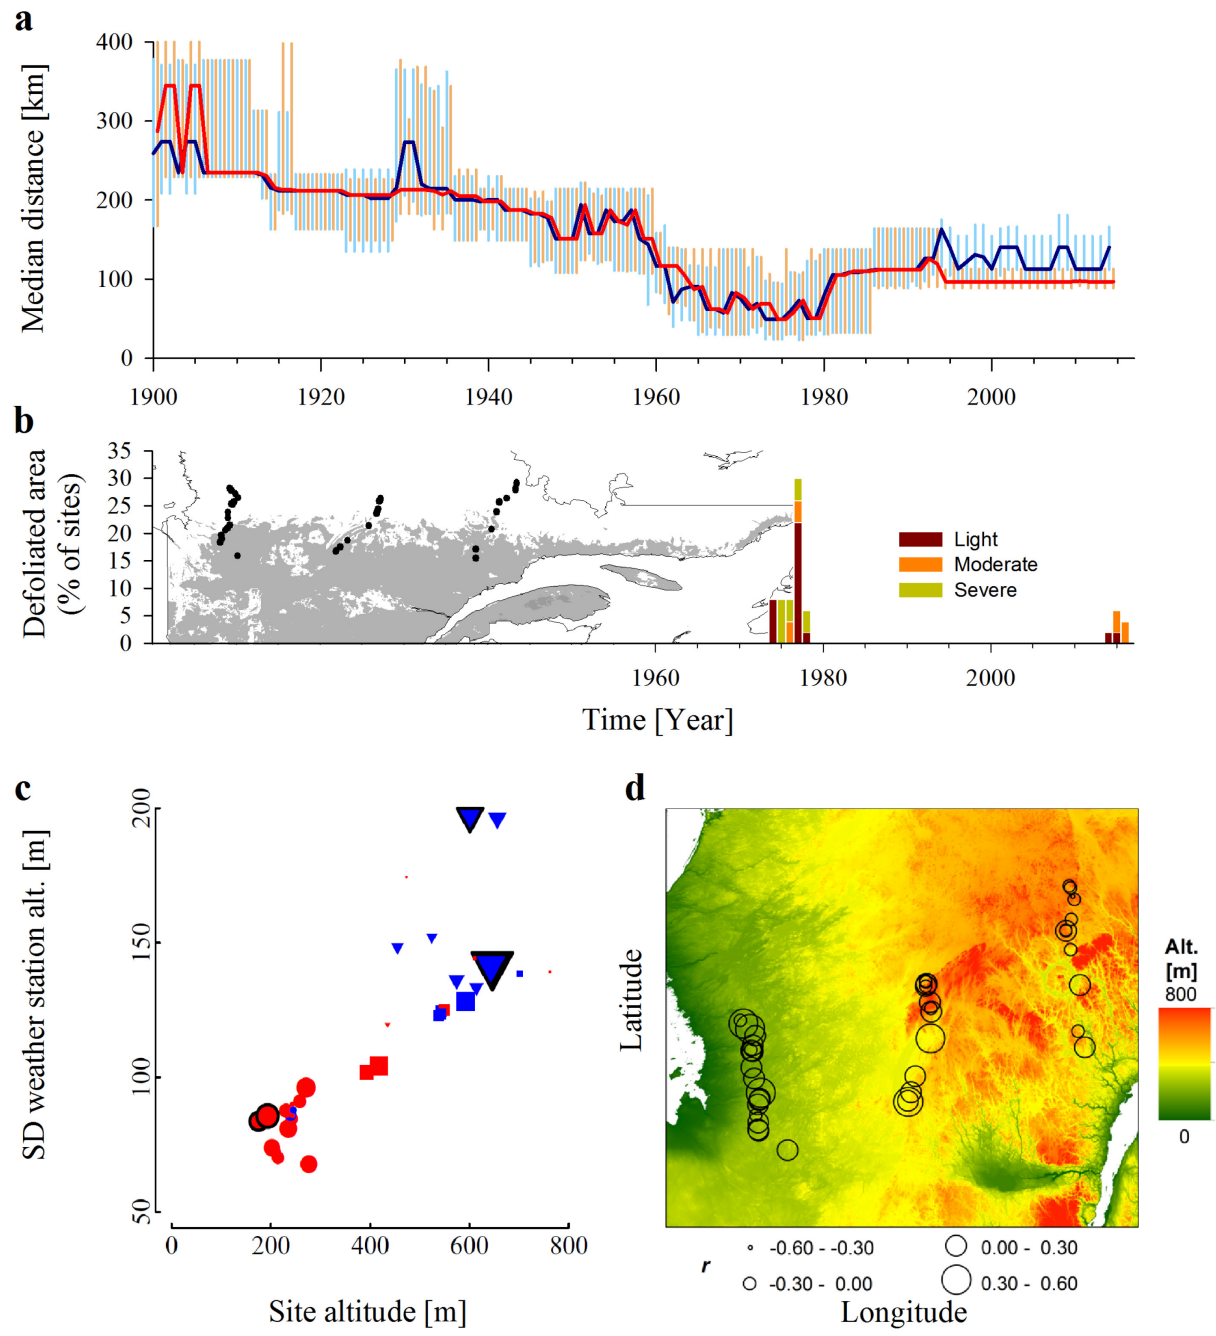 a
Median distance [km]
400
300
200
100
0
1900
1920
1940
1960
1980
2000
b
Defoliated area
(% of sites)
35
30
25
20
15
10
5
0
Light
Moderate
Severe
1960
1980
2000
Time [Year]
c
SD weather station alt. [m]
200
150
100
50
0
200
400
600
800
Site altitude [m]
d
Latitude
Alt.
[m]
800
0
r
-0.60 - -0.30
0.00 - 0.30
-0.30 - 0.00
0.30 - 0.60
Longitude